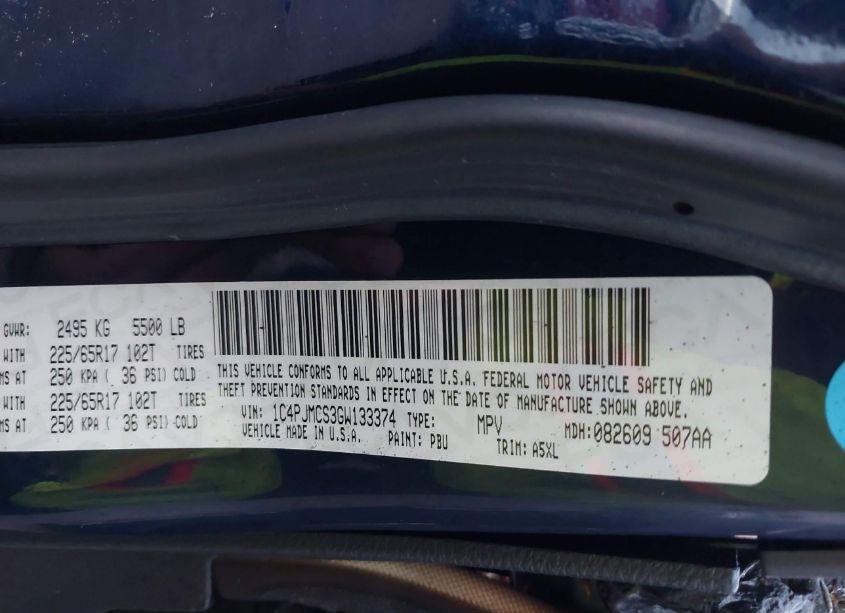 GVWR: 2495 KG 5500 LB
WITH 225/65R17 102T TIRES
MS AT 250 KPA ( 36 PSI) COLD
WITH 225/65R17 102T TIRES
MS AT 250 KPA ( 36 PSI) COLD
THIS VEHICLE CONFORMS TO ALL APPLICABLE U.S.A. FEDERAL MOTOR VEHICLE SAFETY AND
THEFT PREVENTION STANDARDS IN EFFECT ON THE DATE OF MANUFACTURE SHOWN ABOVE.
VIN: 1C4PJMCS3GW133374 TYPE: MPV MDH: 082609 507AA
VEHICLE MADE IN U.S.A. PAINT: PBU TRIM: A5XL